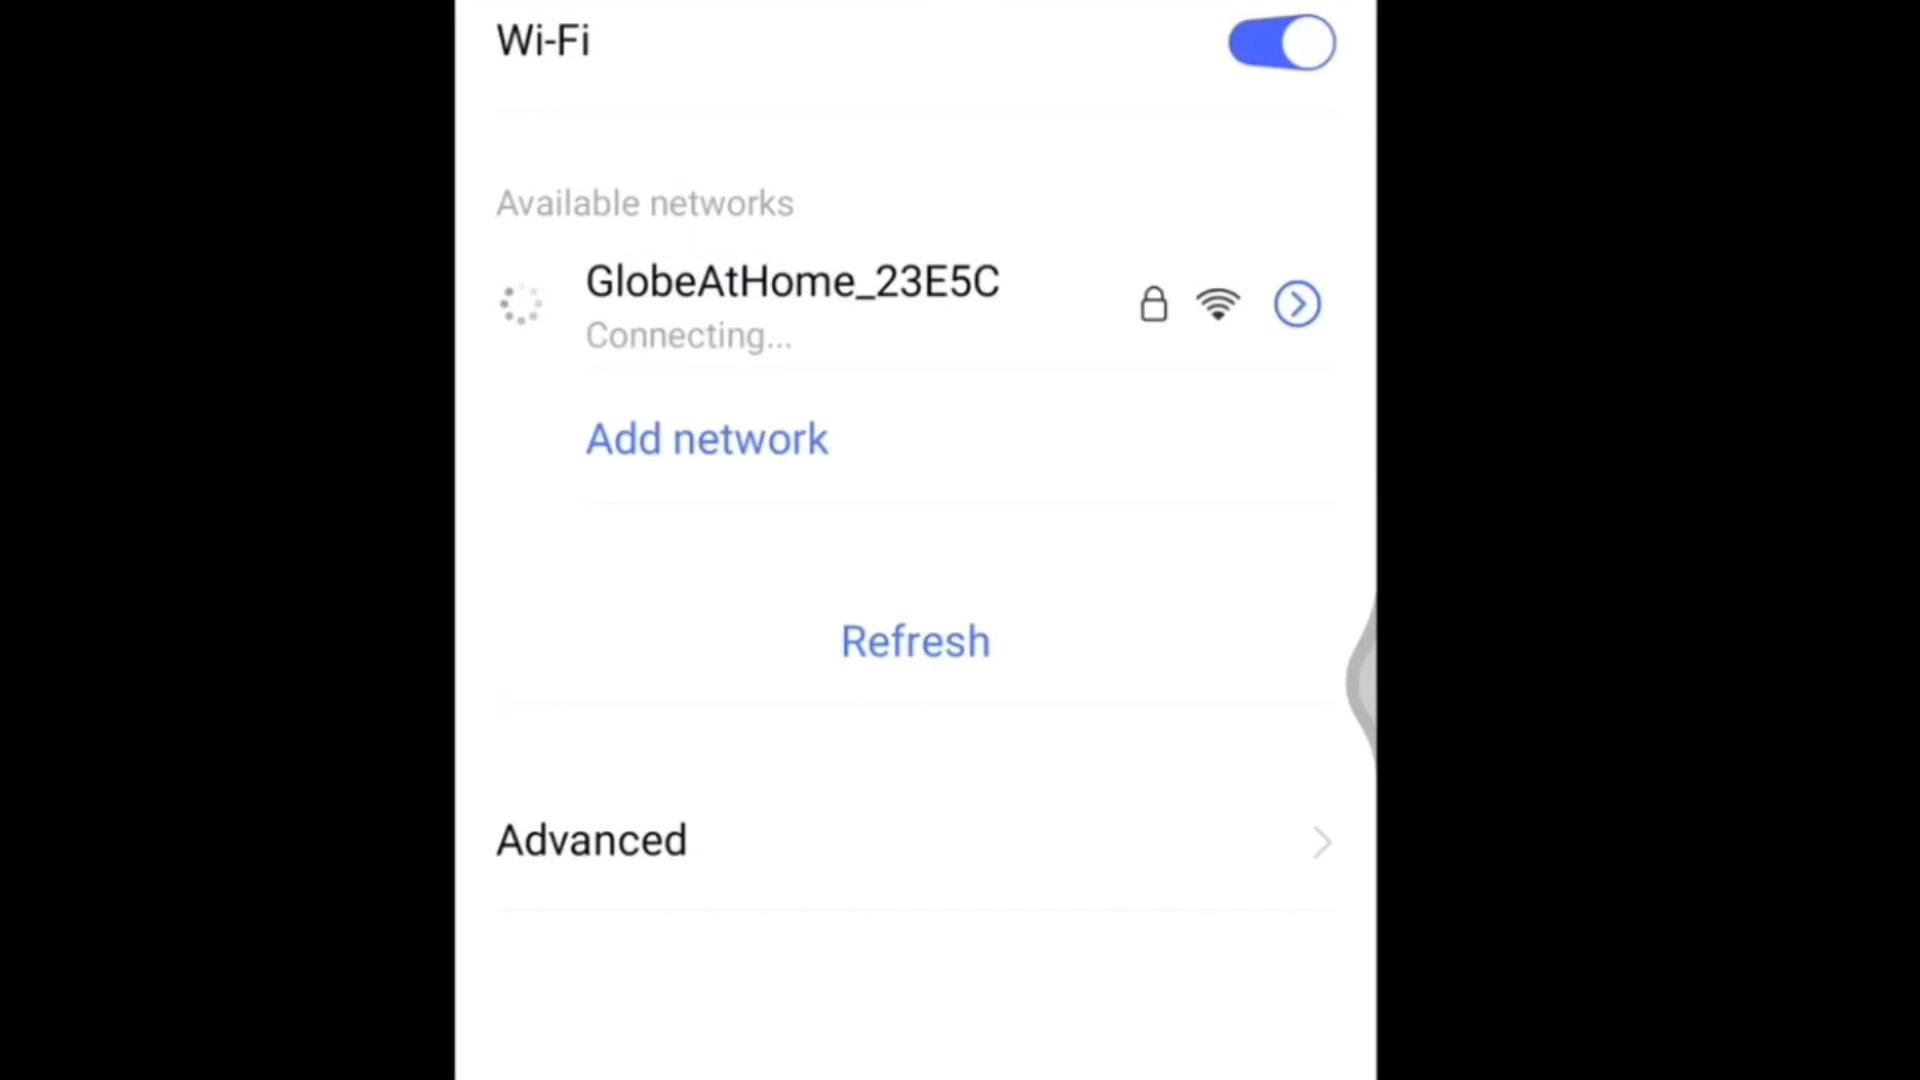 Wi-Fi
Available networks
GlobeAtHome_23E5C
Connecting...
Add network
Refresh
Advanced